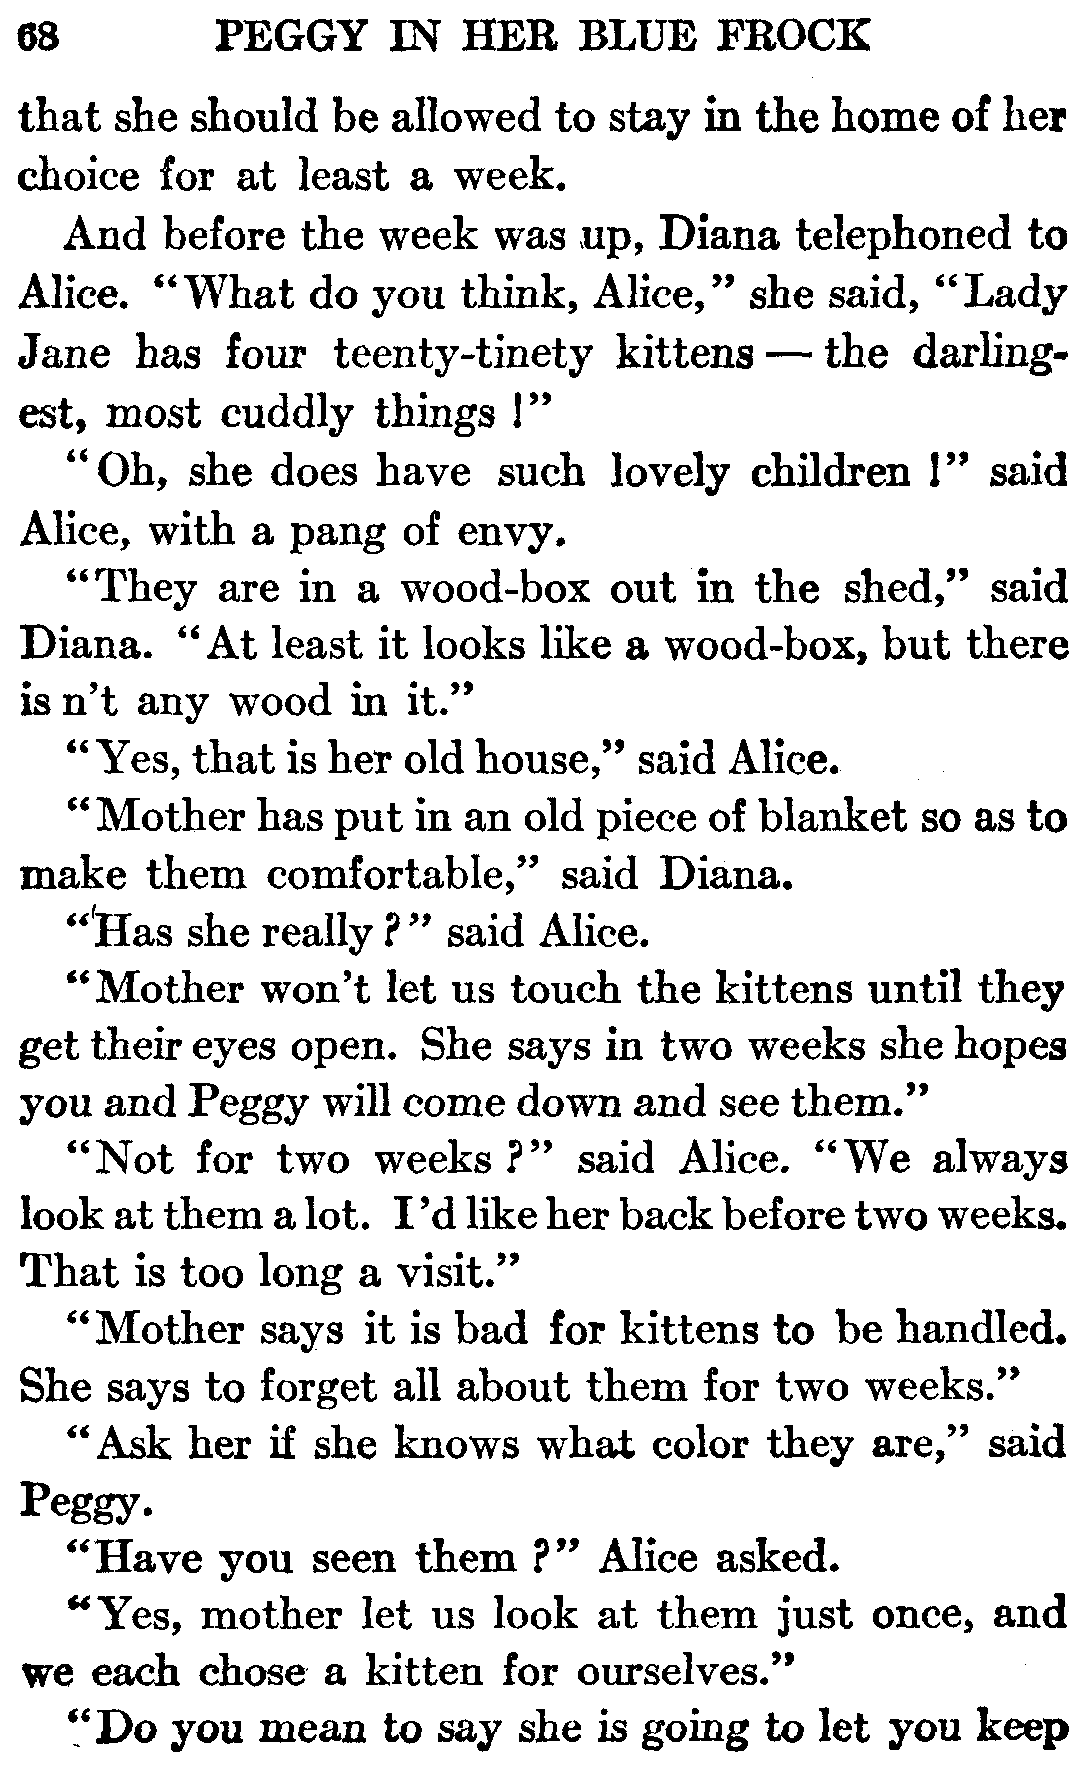 68 PEGGY IN HER BLUE FROCK
that she should be allowed to stay in the home of her
choice for at least a week.
And before the week was up, Diana telephoned to
Alice. "What do you think, Alice," she said, "Lady
Jane has four teenty-tinety kittens — the darling-
est, most cuddly things!"
"Oh, she does have such lovely children!" said
Alice, with a pang of envy.
"They are in a wood-box out in the shed," said
Diana. "At least it looks like a wood-box, but there
is n't any wood in it."
"Yes, that is her old house," said Alice.
"Mother has put in an old piece of blanket so as to
make them comfortable," said Diana.
"Has she really?" said Alice.
"Mother won't let us touch the kittens until they
get their eyes open. She says in two weeks she hopes
you and Peggy will come down and see them."
"Not for two weeks?" said Alice. "We always
look at them a lot. I'd like her back before two weeks.
That is too long a visit."
"Mother says it is bad for kittens to be handled.
She says to forget all about them for two weeks."
"Ask her if she knows what color they are," said
Peggy.
"Have you seen them?" Alice asked.
"Yes, mother let us look at them just once, and
we each chose a kitten for ourselves."
"Do you mean to say she is going to let you keep